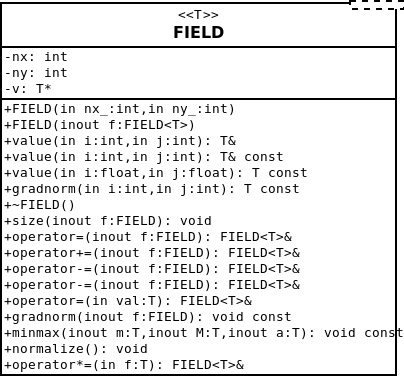 <<T>>
FIELD
-nx: int
-ny: int
-v: T*
+FIELD(in nx_:int,in ny_:int)
+FIELD(inout f:FIELD<T>)
+value(in i:int,in j:int): T&
+value(in i:int,in j:int): T& const
+value(in i:float,in j:float): T const
+gradnorm(in i:int,in j:int): T const
+~FIELD()
+size(inout f:FIELD): void
+operator=(inout f:FIELD): FIELD<T>&
+operator+=(inout f:FIELD): FIELD<T>&
+operator-=(inout f:FIELD): FIELD<T>&
+operator-=(inout f:FIELD): FIELD<T>&
+operator=(in val:T): FIELD<T>&
+gradnorm(inout f:FIELD): void const
+minmax(inout m:T,inout M:T,inout a:T): void const
+normalize(): void
+operator*=(in f:T): FIELD<T>&